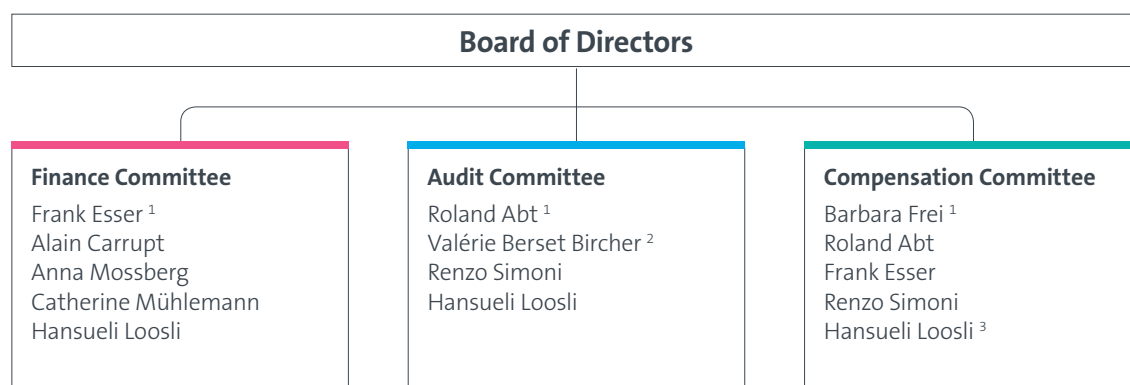 Board of Directors
Finance Committee
Frank Esser ¹
Alain Carrupt
Anna Mossberg
Catherine Mühlemann
Hansueli Loosli
Audit Committee
Roland Abt ¹
Valérie Berset Bircher ²
Renzo Simoni
Hansueli Loosli
Compensation Committee
Barbara Frei ¹
Roland Abt
Frank Esser
Renzo Simoni
Hansueli Loosli ³